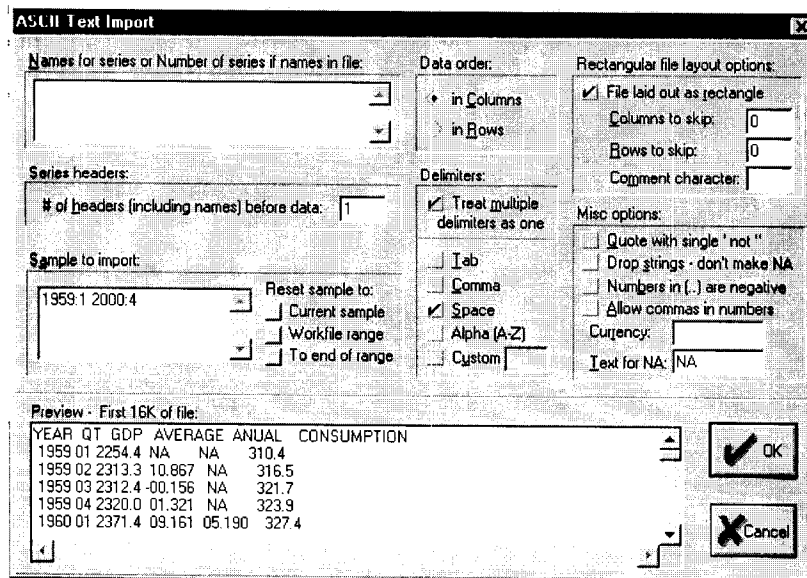 ASCII Text Import
Names for series or Number of series if names in file:
Series headers:
# of headers (including names) before data: 1
Sample to import:
1959:1 2000:4
Reset sample to:
Current sample
Workfile range
To end of range
Data order:
in Columns
in Rows
Delimiters:
Treat multiple
delimiters as one
Tab
Comma
Space
Alpha (A-Z)
Custom
Rectangular file layout options:
File laid out as rectangle
Columns to skip: 0
Rows to skip: 0
Comment character:
Misc options:
Quote with single ' not "
Drop strings - don't make NA
Numbers in (..) are negative
Allow commas in numbers
Currency:
Text for NA: NA
Preview - First 16K of file:
YEAR QT GDP AVERAGE ANUAL CONSUMPTION
1959 01 2254.4 NA NA 310.4
1959 02 2313.3 10.867 NA 316.5
1959 03 2312.4 -00.156 NA 321.7
1959 04 2320.0 01.321 NA 323.9
1960 01 2371.4 09.161 05.190 327.4
OK
Cancel